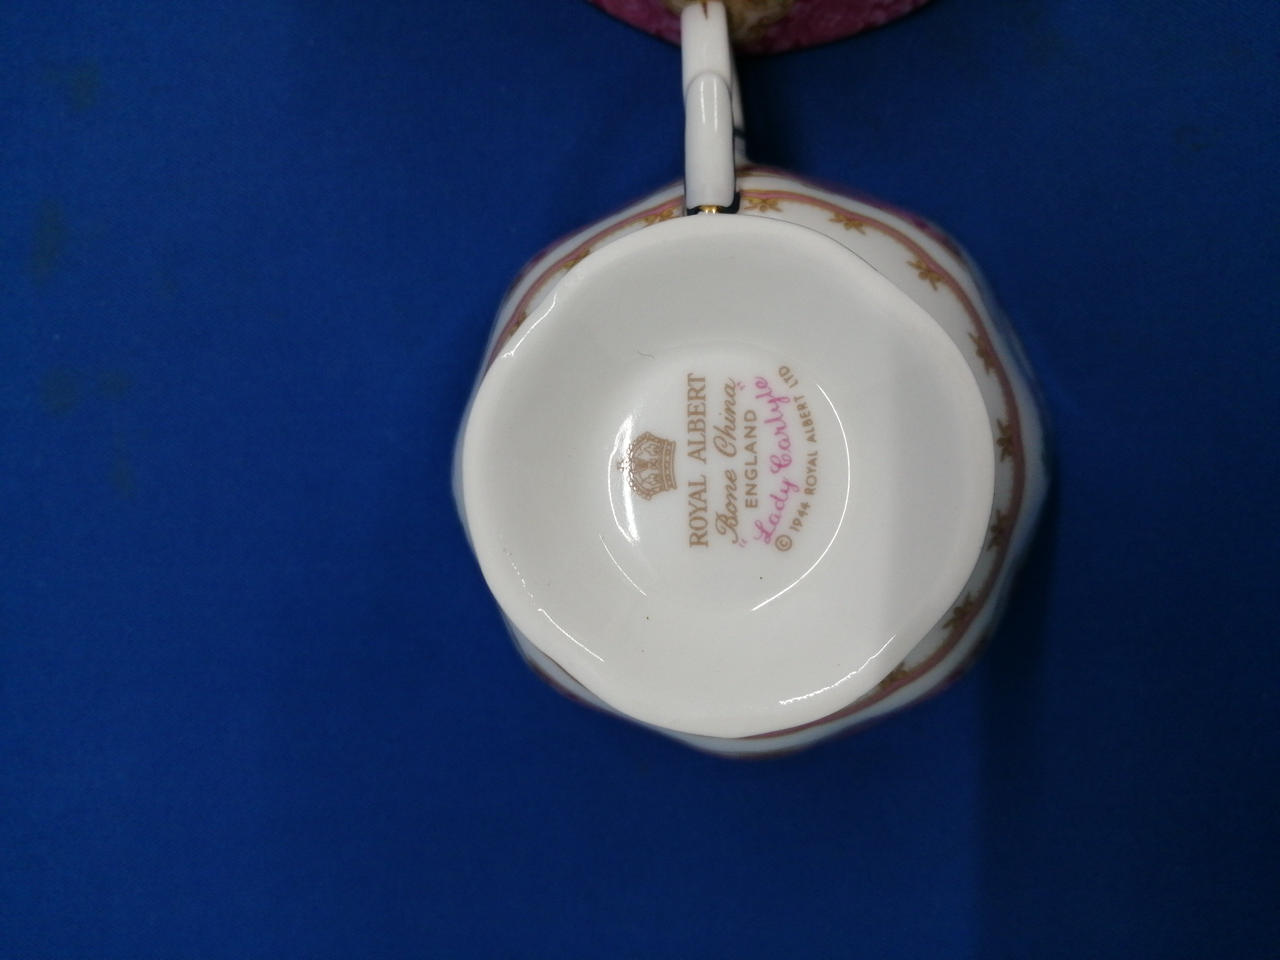 ROYAL ALBERT
Bone China
ENGLAND
"Lady Carlyle"
© 1944 ROYAL ALBERT LTD